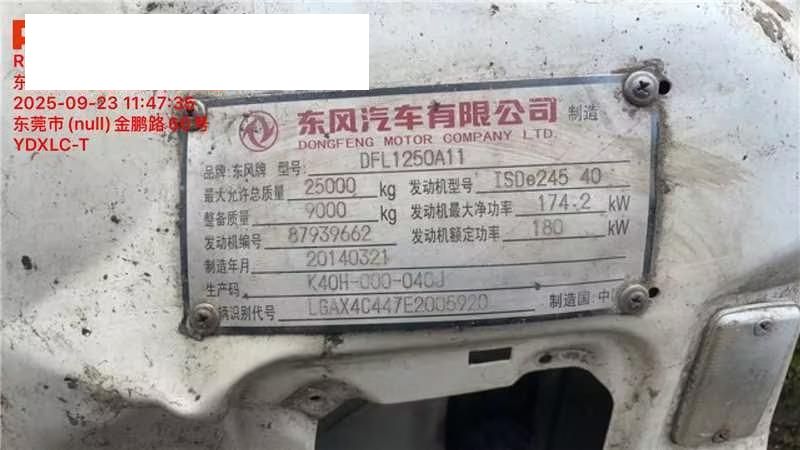 2025-09-23 11:47:35
东莞市 (null) 金鹏路 66号
YDXLC-T
东风汽车有限公司 制造
DONGFENG MOTOR COMPANY LTD.
品牌:东风牌 型号: DFL1250A11
最大允许总质量 25000 kg 发动机型号 ISDe245 40
整备质量 9000 kg 发动机最大净功率 174.2 kW
发动机编号 87939662 发动机额定功率 180 kW
制造年月 20140321
生产码 K40H-000-040J
辆识别代号 LGAX4C447E2005920 制造国:中